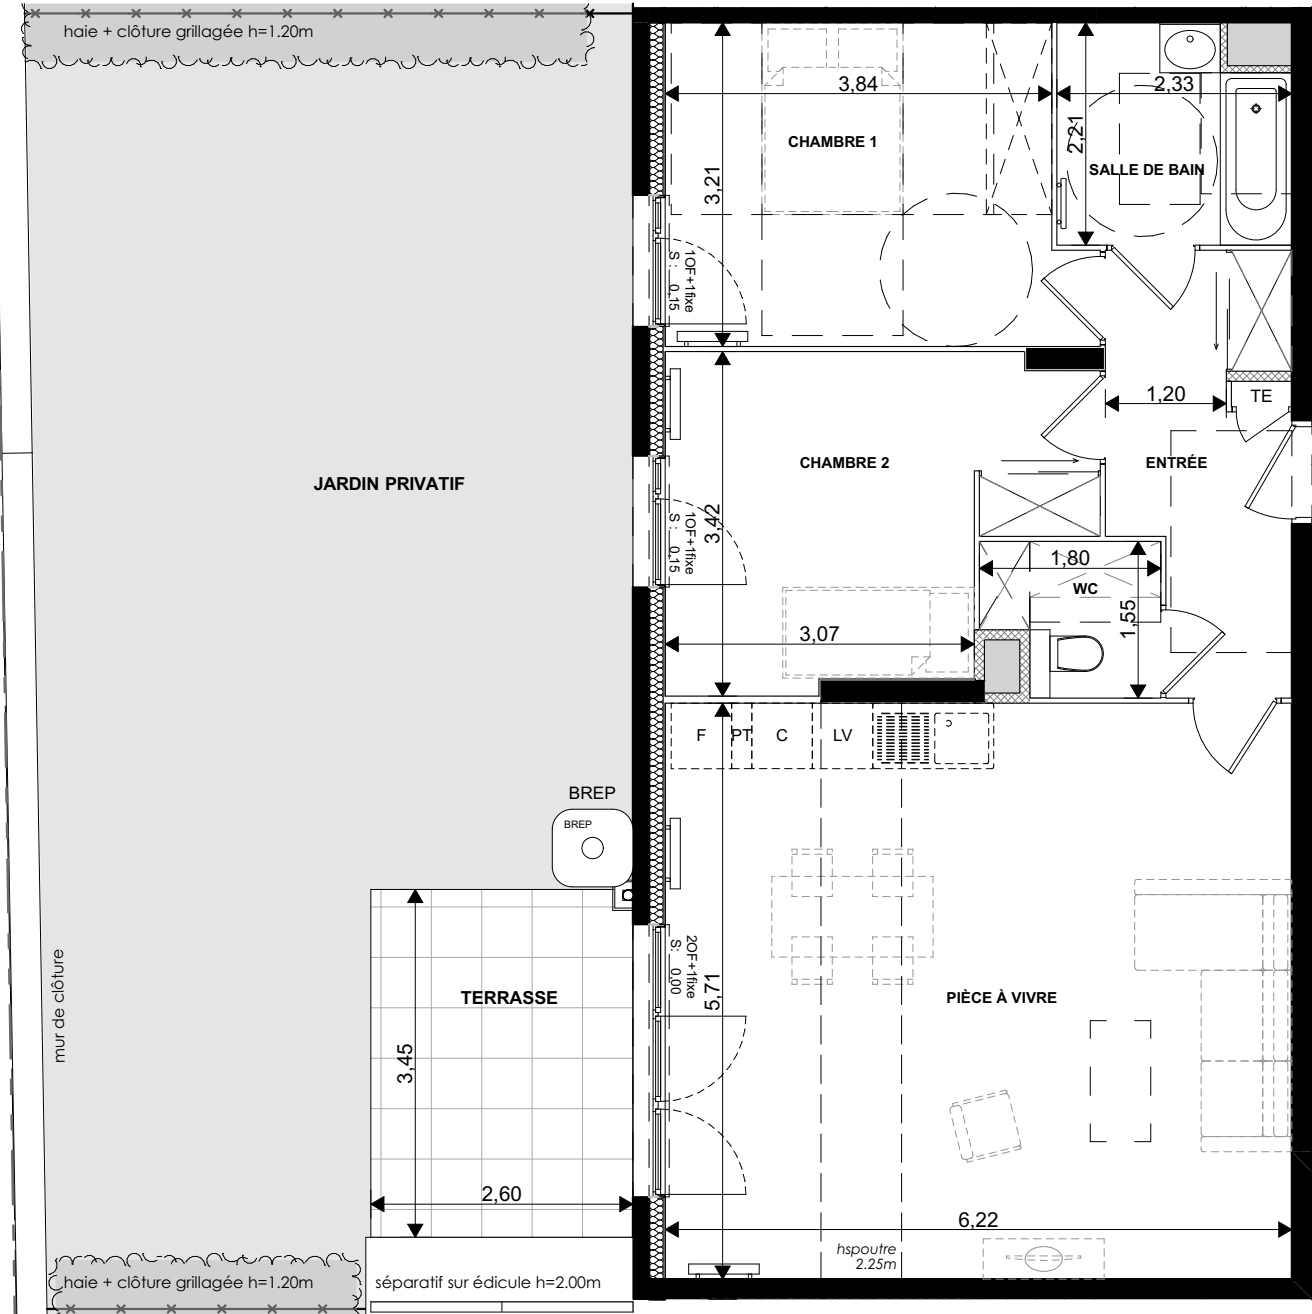 haie + clôture grillagée h=1.20m
3,84
2,33
CHAMBRE 1
2,21
SALLE DE BAIN
3,21
1OF+1fixe
S : 0,15
1,20
TE
CHAMBRE 2
ENTRÉE
JARDIN PRIVATIF
3,42
1OF+1fixe
S : 0,15
1,80
WC
1,55
3,07
F
PT
C
LV
BREP
BREP
2OF+1fixe
S: 0,00
5,71
TERRASSE
PIÈCE À VIVRE
mur de clôture
3,45
2,60
6,22
hspoutre
2.25m
haie + clôture grillagée h=1.20m
séparatif sur édicule h=2.00m